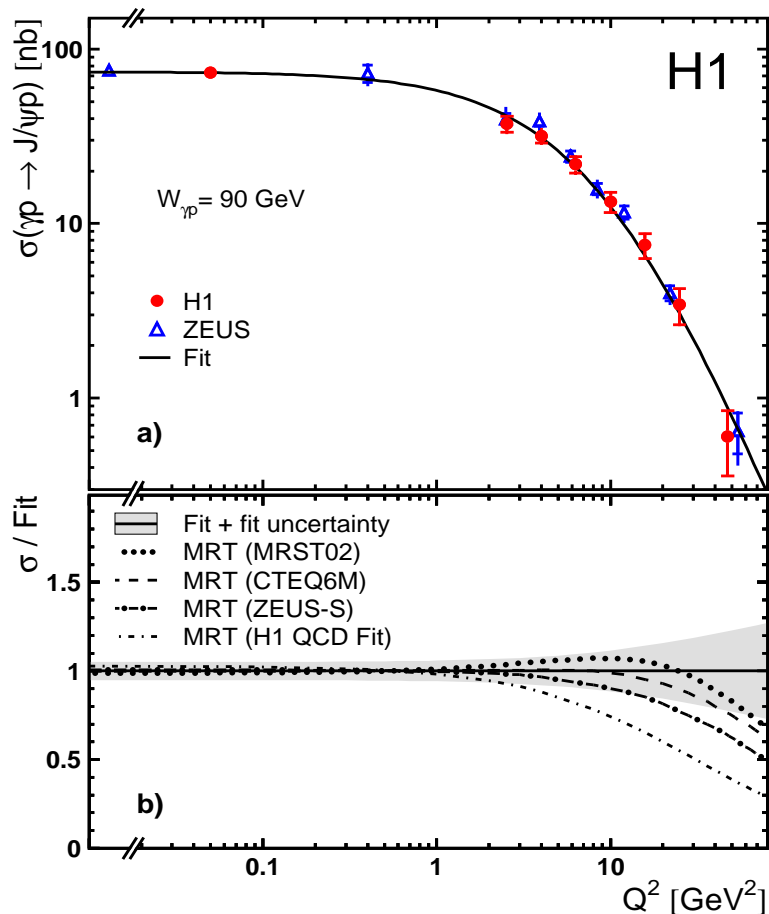 H1
σ(γp → J/ψp) [nb]
100
10
1
W_γp = 90 GeV
H1
ZEUS
Fit
a)
σ / Fit
1.5
1
0.5
0
Fit + fit uncertainty
MRT (MRST02)
MRT (CTEQ6M)
MRT (ZEUS-S)
MRT (H1 QCD Fit)
b)
0.1 1 10
Q² [GeV²]